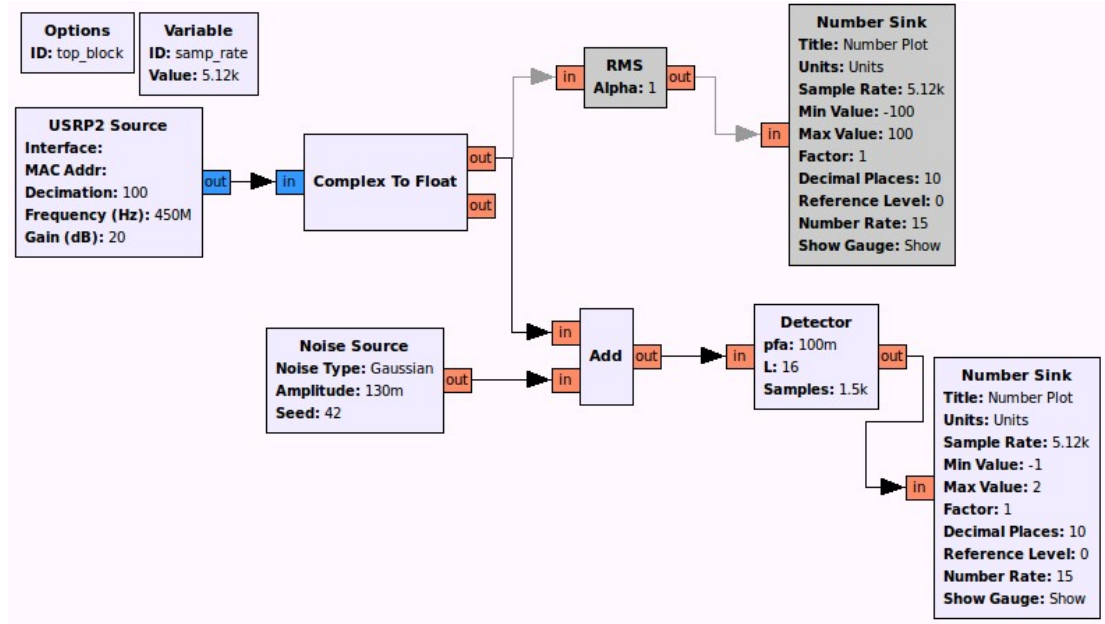 Options
ID: top_block
Variable
ID: samp_rate
Value: 5.12k
USRP2 Source
Interface:
MAC Addr:
Decimation: 100
Frequency (Hz): 450M
Gain (dB): 20
out
in
Complex To Float
out
out
in
RMS
Alpha: 1
out
in
Number Sink
Title: Number Plot
Units: Units
Sample Rate: 5.12k
Min Value: -100
Max Value: 100
Factor: 1
Decimal Places: 10
Reference Level: 0
Number Rate: 15
Show Gauge: Show
Noise Source
Noise Type: Gaussian
Amplitude: 130m
Seed: 42
out
in
in
Add
out
in
Detector
pfa: 100m
L: 16
Samples: 1.5k
out
in
Number Sink
Title: Number Plot
Units: Units
Sample Rate: 5.12k
Min Value: -1
Max Value: 2
Factor: 1
Decimal Places: 10
Reference Level: 0
Number Rate: 15
Show Gauge: Show